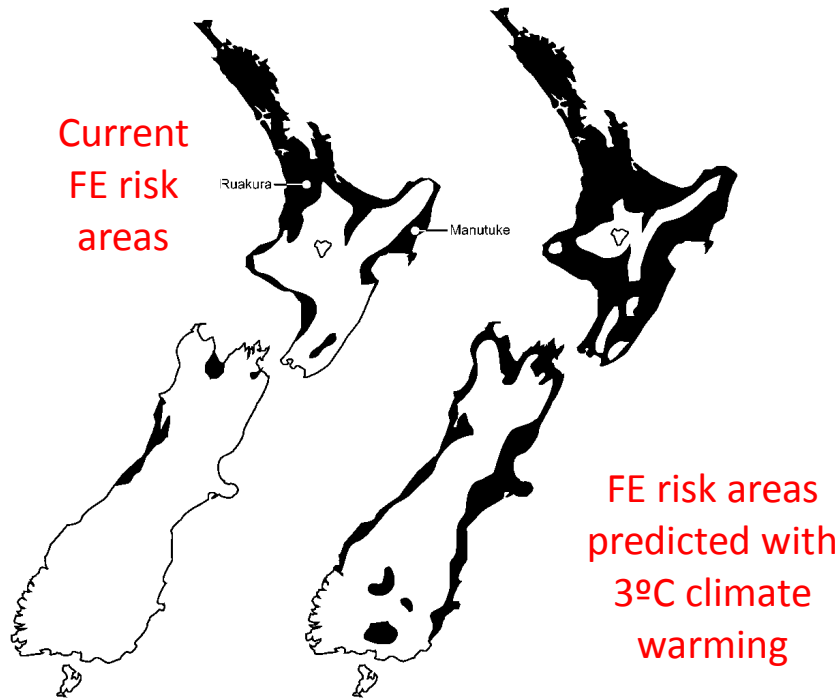 Current
FE risk
areas
Ruakura
Manutuke
FE risk areas
predicted with
3ºC climate
warming